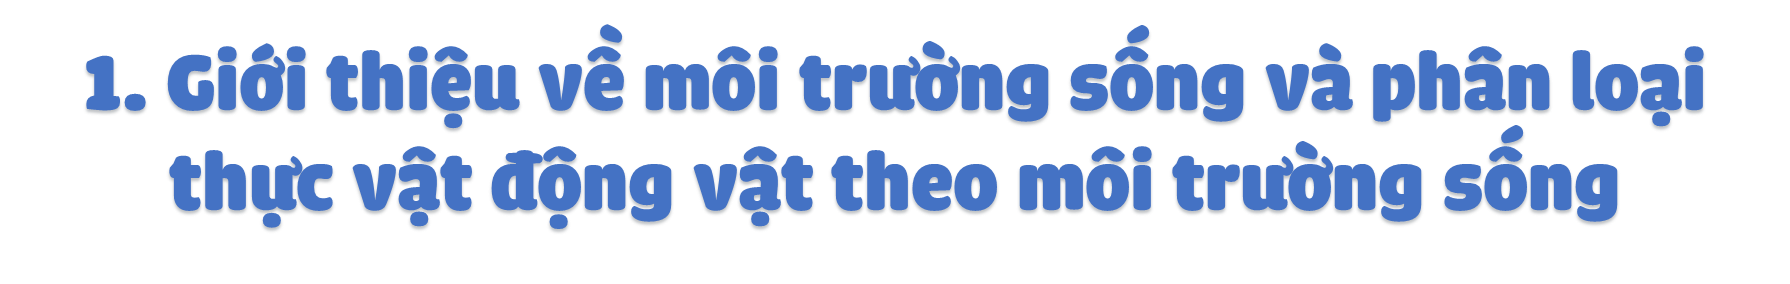 1. Giới thiệu về môi trường sống và phân loại
thực vật động vật theo môi trường sống